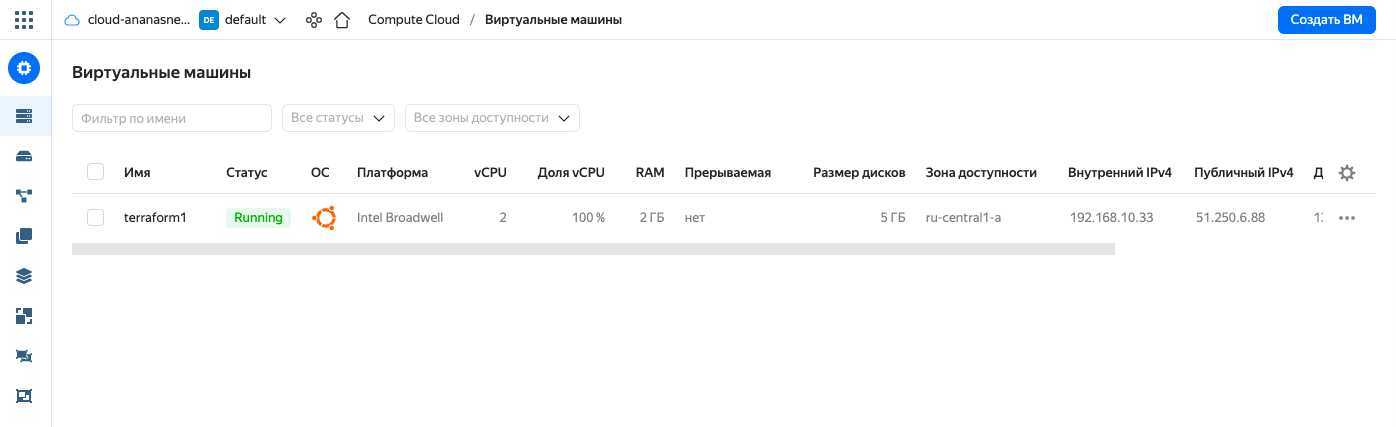 cloud-ananasne... DE default Compute Cloud / Виртуальные машины Создать ВМ
Виртуальные машины
Фильтр по имени Все статусы Все зоны доступности
Имя Статус ОС Платформа vCPU Доля vCPU RAM Прерываемая Размер дисков Зона доступности Внутренний IPv4 Публичный IPv4 Д
terraform1 Running Intel Broadwell 2 100 % 2 ГБ нет 5 ГБ ru-central1-a 192.168.10.33 51.250.6.88